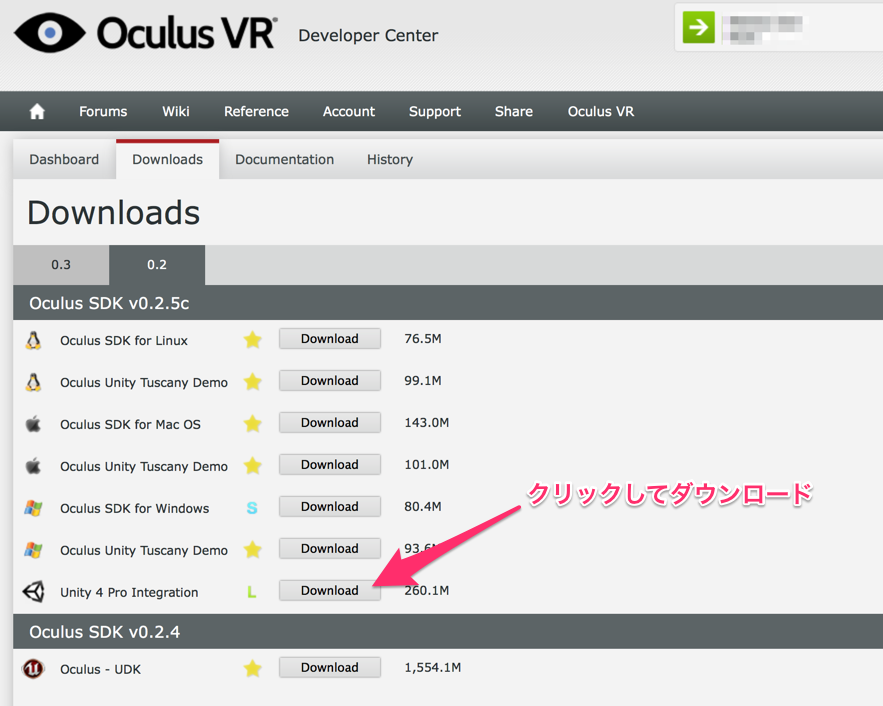 Oculus VR® Developer Center
Forums Wiki Reference Account Support Share Oculus VR
Dashboard Downloads Documentation History
Downloads
0.3 0.2
Oculus SDK v0.2.5c
Oculus SDK for Linux Download 76.5M
Oculus Unity Tuscany Demo Download 99.1M
Oculus SDK for Mac OS Download 143.0M
Oculus Unity Tuscany Demo Download 101.0M
クリックしてダウンロード
Oculus SDK for Windows S Download 80.4M
Oculus Unity Tuscany Demo Download 93.6M
Unity 4 Pro Integration L Download 260.1M
Oculus SDK v0.2.4
Oculus - UDK Download 1,554.1M